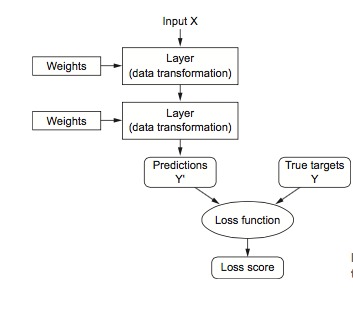 Input X
Layer
Weights
(data transformation)
Layer
Weights
(data transformation)
Predictions
Y'
True targets
Y
Loss function
Loss score